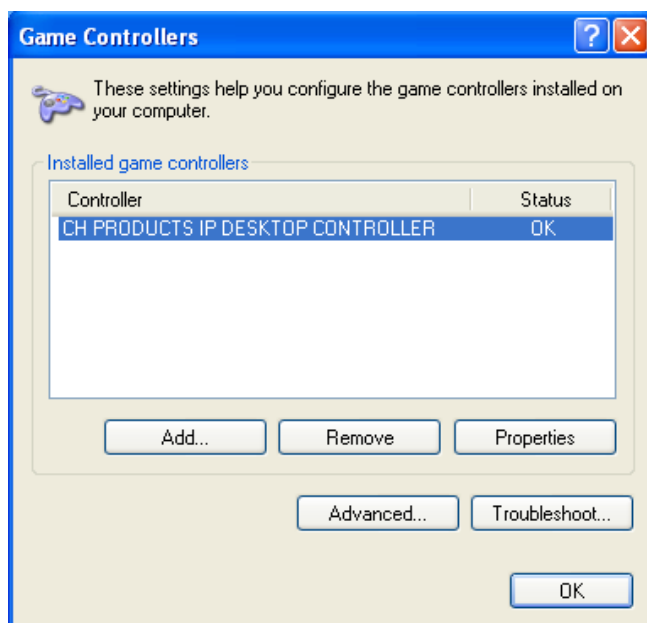 Game Controllers
These settings help you configure the game controllers installed on
your computer.
Installed game controllers
Controller Status
CH PRODUCTS IP DESKTOP CONTROLLER OK
Add... Remove Properties
Advanced... Troubleshoot...
OK